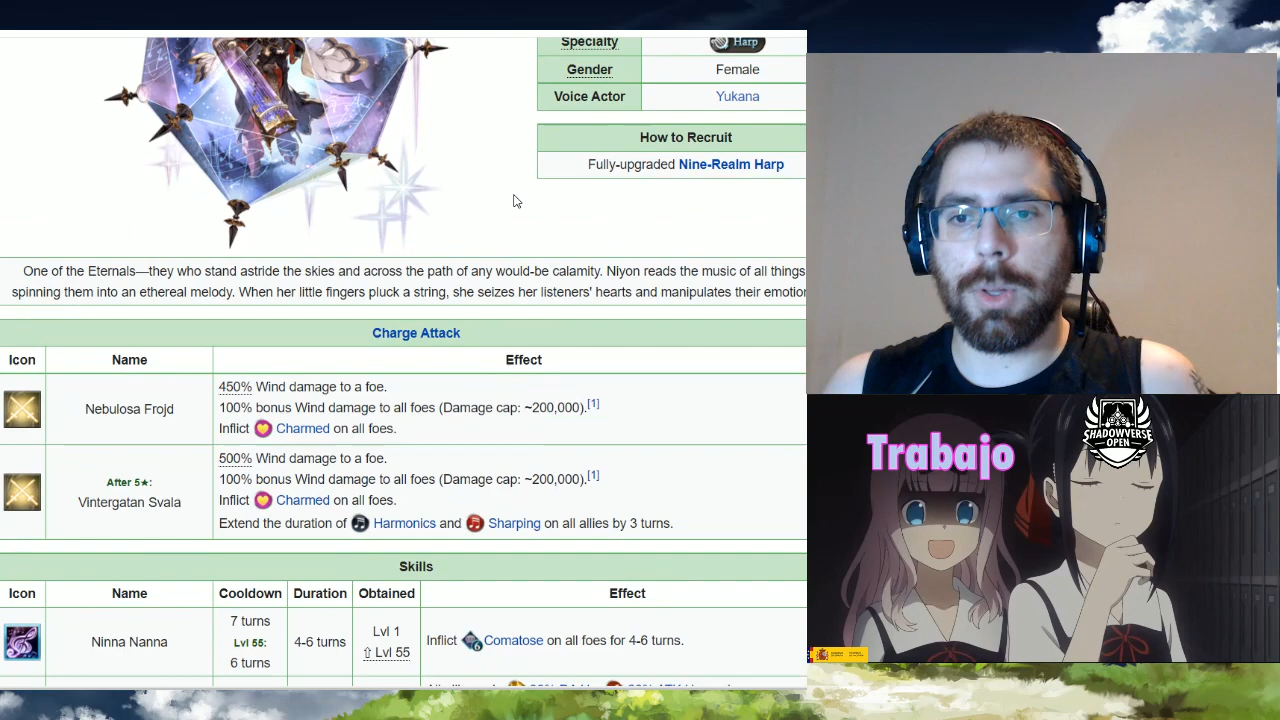 Specialty Harp
Gender Female
Voice Actor Yukana
How to Recruit
Fully-upgraded Nine-Realm Harp
One of the Eternals—they who stand astride the skies and across the path of any would-be calamity. Niyon reads the music of all things
spinning them into an ethereal melody. When her little fingers pluck a string, she seizes her listeners' hearts and manipulates their emotion
Charge Attack
Icon Name Effect
Nebulosa Frojd
450% Wind damage to a foe.
100% bonus Wind damage to all foes (Damage cap: ~200,000).[1]
Inflict Charmed on all foes.
After 5★:
Vintergatan Svala
500% Wind damage to a foe.
100% bonus Wind damage to all foes (Damage cap: ~200,000).[1]
Inflict Charmed on all foes.
Extend the duration of Harmonics and Sharping on all allies by 3 turns.
Skills
Icon Name Cooldown Duration Obtained Effect
Ninna Nanna
7 turns
Lvl 55:
6 turns
4-6 turns
Lvl 1
⇧ Lvl 55
Inflict 6 Comatose on all foes for 4-6 turns.
Trabajo
SHADOWVERSE
OPEN